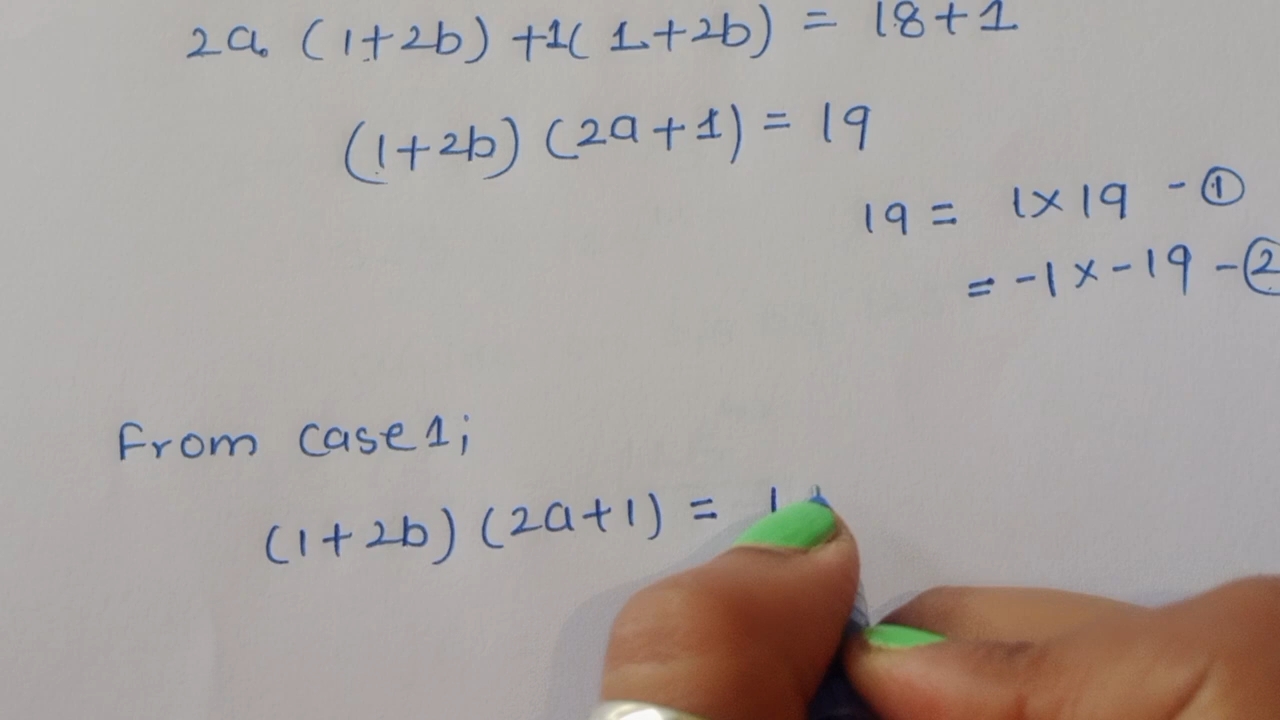 2a (1+2b) +1(1+2b) = 18+1
(1+2b) (2a+1) = 19
19 = 1×19 - ①
= -1×-19 - ②
From case1;
(1+2b) (2a+1) = 1